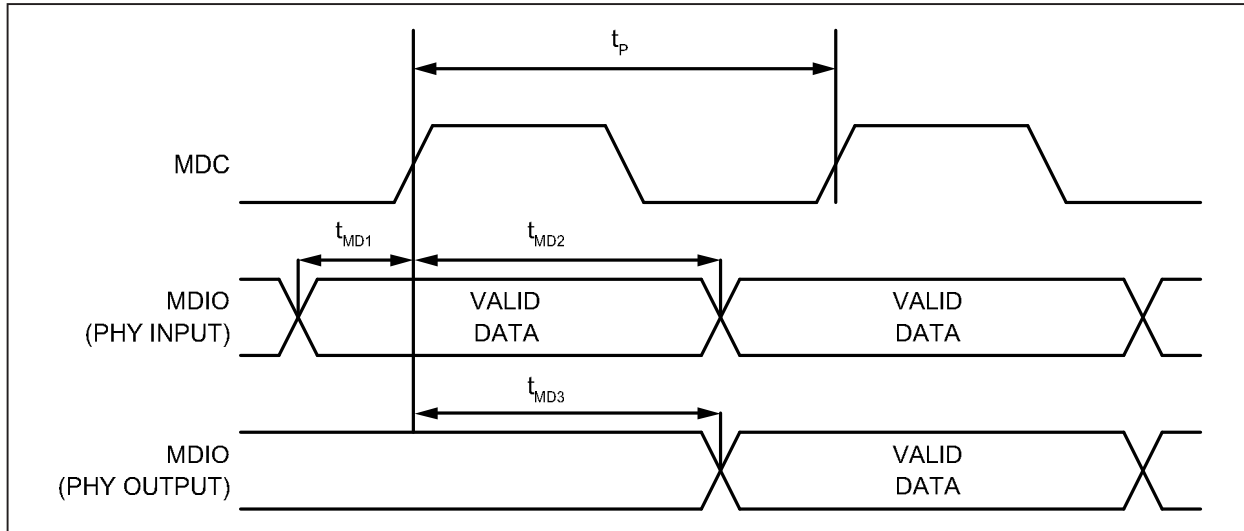 tP
MDC
tMD1
tMD2
MDIO
(PHY INPUT)
VALID
DATA
VALID
DATA
tMD3
MDIO
(PHY OUTPUT)
VALID
DATA